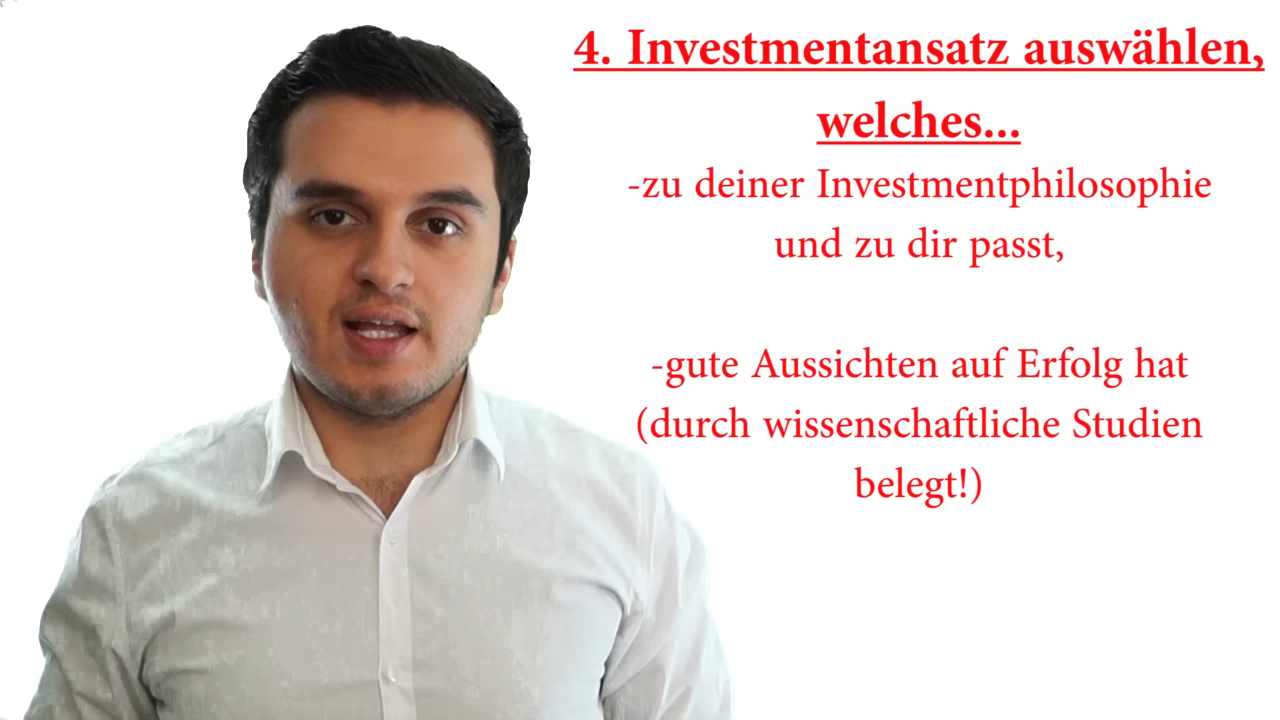 4. Investmentansatz auswählen,
welches...
-zu deiner Investmentphilosophie
und zu dir passt,
-gute Aussichten auf Erfolg hat
(durch wissenschaftliche Studien
belegt!)